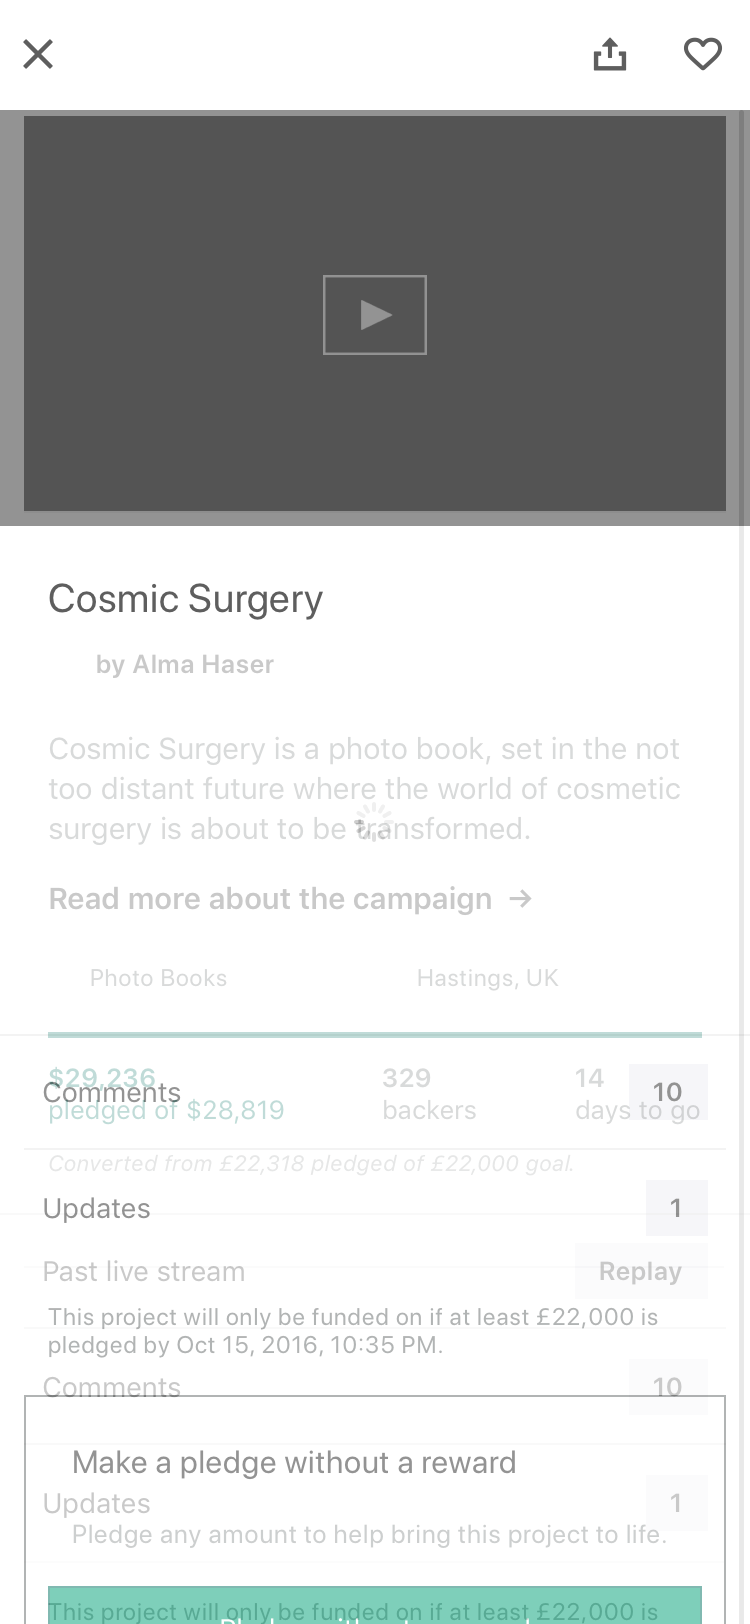 Cosmic Surgery
by Alma Haser
Cosmic Surgery is a photo book, set in the not
too distant future where the world of cosmetic
surgery is about to be transformed.
Read more about the campaign →
Photo Books
Hastings, UK
$29,236
pledged of $28,819
329
backers
14
days to go
Comments
10
Converted from £22,318 pledged of £22,000 goal.
Updates
1
Past live stream
Replay
This project will only be funded on if at least £22,000 is
pledged by Oct 15, 2016, 10:35 PM.
Comments
10
Make a pledge without a reward
Updates
1
Pledge any amount to help bring this project to life.
This project will only be funded on if at least £22,000 is